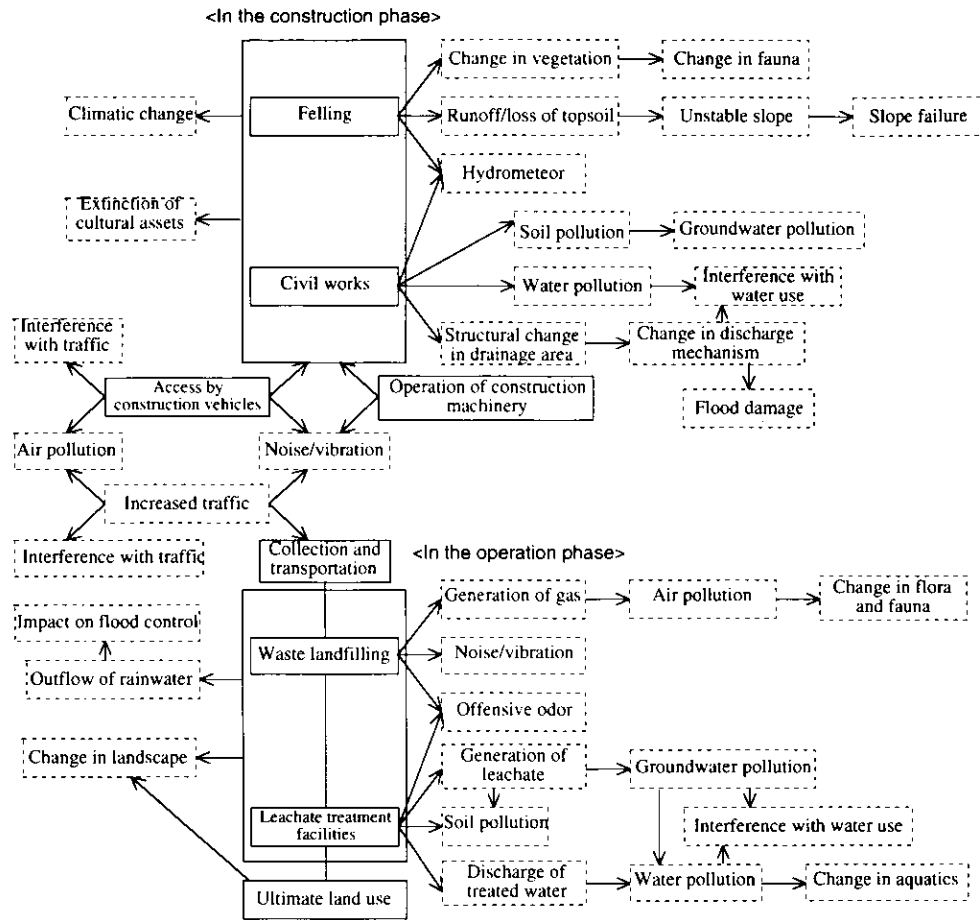 <In the construction phase>
Change in vegetation
Change in fauna
Climatic change
Felling
Runoff/loss of topsoil
Unstable slope
Slope failure
Hydrometeor
Extinction of
cultural assets
Soil pollution
Groundwater pollution
Civil works
Water pollution
Interference with
water use
Structural change
in drainage area
Change in discharge
mechanism
Interference
with traffic
Access by
construction vehicles
Operation of construction
machinery
Flood damage
Air pollution
Noise/vibration
Increased traffic
Interference with traffic
Collection and
transportation
<In the operation phase>
Generation of gas
Air pollution
Change in flora
and fauna
Impact on flood control
Waste landfilling
Noise/vibration
Outflow of rainwater
Offensive odor
Change in landscape
Generation of
leachate
Groundwater pollution
Leachate treatment
facilities
Soil pollution
Interference with water use
Discharge of
treated water
Water pollution
Change in aquatics
Ultimate land use